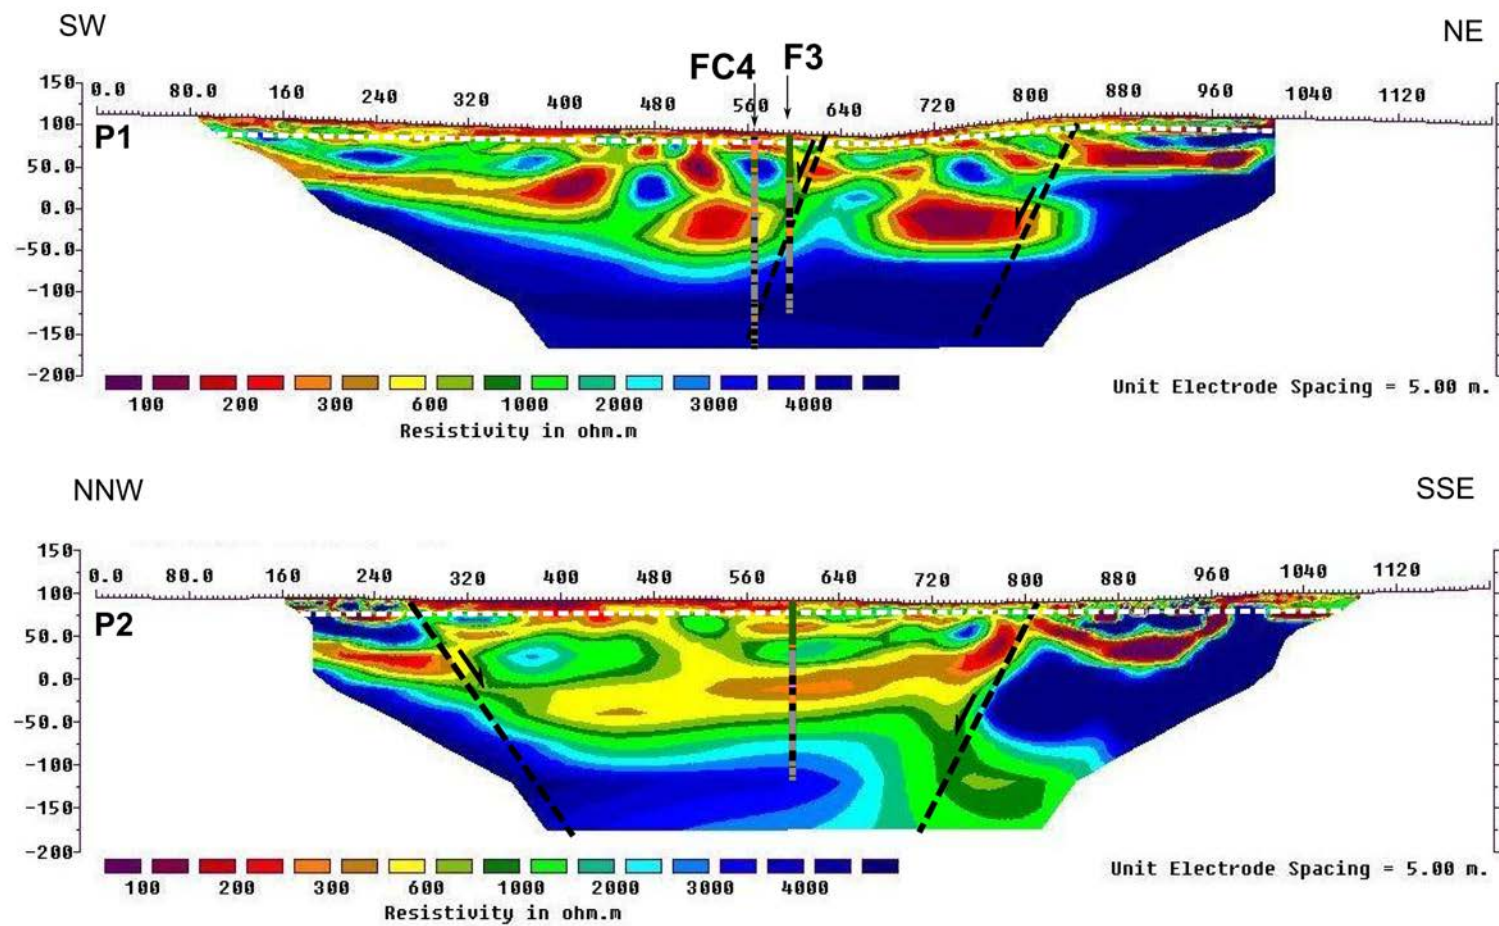 SW
NE
FC4 F3
150
0.0 80.0 160 240 320 400 480 560 640 720 800 880 960 1040 1120
100
P1
50.0
0.0
-50.0
-100
-150
-200
100 200 300 600 1000 2000 3000 4000
Unit Electrode Spacing = 5.00 m.
Resistivity in ohm.m
NNW
SSE
150
0.0 80.0 160 240 320 400 480 560 640 720 800 880 960 1040 1120
100
P2
50.0
0.0
-50.0
-100
-150
-200
100 200 300 600 1000 2000 3000 4000
Unit Electrode Spacing = 5.00 m.
Resistivity in ohm.m